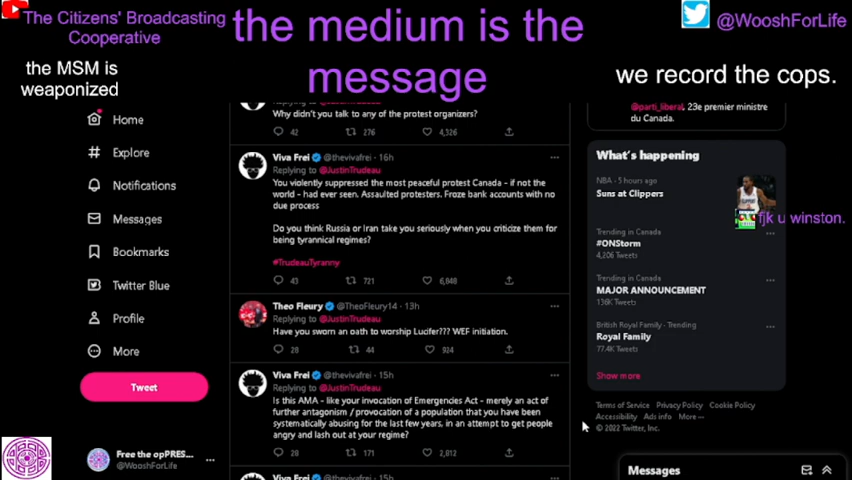 The Citizens' Broadcasting
Cooperative
the medium is the
message
@WooshForLife
the MSM is
weaponized
we record the cops.
Home
Explore
Notifications
Messages
Bookmarks
Twitter Blue
Profile
More
Tweet
Free the opPRES...
@WooshForLife
Why didn't you talk to any of the protest organizers?
42 276 4,326
Viva Frei @thevivafrei · 16h
Replying to @JustinTrudeau
You violently suppressed the most peaceful protest Canada - if not the
world - had ever seen. Assaulted protesters. Froze bank accounts with no
due process
Do you think Russia or Iran take you seriously when you criticize them for
being tyrannical regimes?
#TrudeauTyranny
43 721 6,048
Theo Fleury @TheoFleury14 · 13h
Replying to @JustinTrudeau
Have you sworn an oath to worship Lucifer??? WEF initiation.
28 44 924
Viva Frei @thevivafrei · 15h
Replying to @JustinTrudeau
Is this AMA - like your invocation of Emergencies Act - merely an act of
further antagonism / provocation of a population that you have been
systematically abusing for the last few years, in an attempt to get people
angry and lash out at your regime?
28 171 2,012
Viva Frei @thevivafrei · 15h
@parti_liberal, 23e premier ministre
du Canada.
What's happening
NBA · 5 hours ago
Suns at Clippers
fjk u winston.
Trending in Canada
#ONStorm
4,206 Tweets
Trending in Canada
MAJOR ANNOUNCEMENT
136K Tweets
British Royal Family · Trending
Royal Family
77.4K Tweets
Show more
Terms of Service Privacy Policy Cookie Policy
Accessibility Ads info More ···
© 2022 Twitter, Inc.
Messages